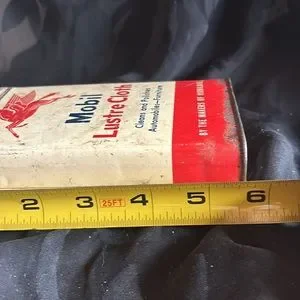 Mobil
Lustre Cloth
Cleans and Polishes
Automobiles—Furniture
BY THE MAKERS OF
2 3 25FT 4 5 6